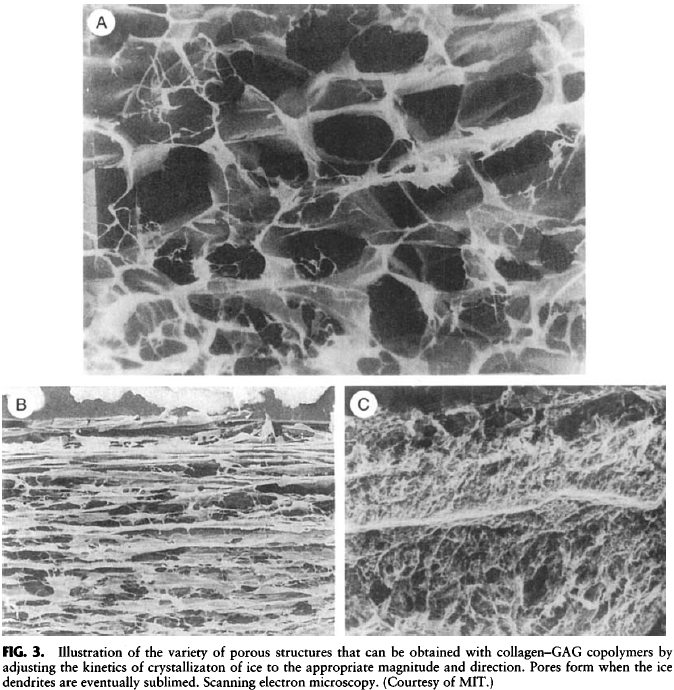 A
B
C
FIG. 3. Illustration of the variety of porous structures that can be obtained with collagen–GAG copolymers by
adjusting the kinetics of crystallizaton of ice to the appropriate magnitude and direction. Pores form when the ice
dendrites are eventually sublimed. Scanning electron microscopy. (Courtesy of MIT.)